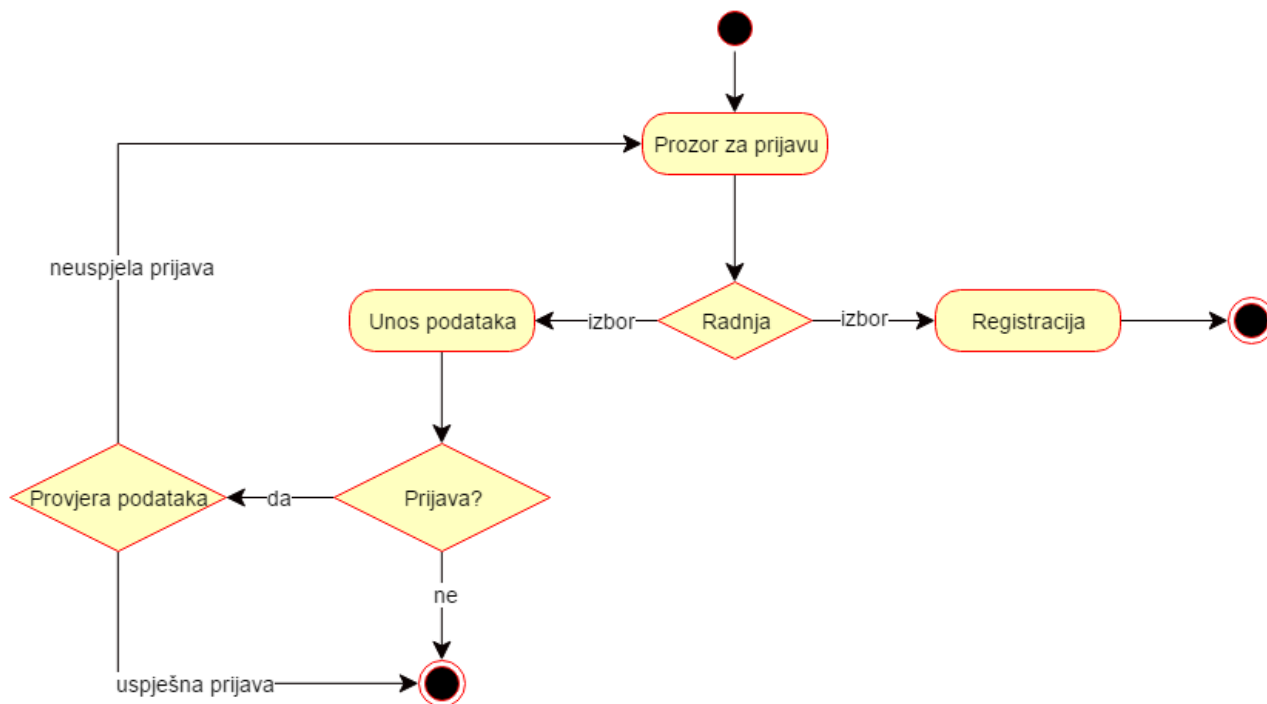 Prozor za prijavu
neuspjela prijava
Unos podataka
izbor
Radnja
izbor
Registracija
Provjera podataka
da
Prijava?
ne
uspješna prijava